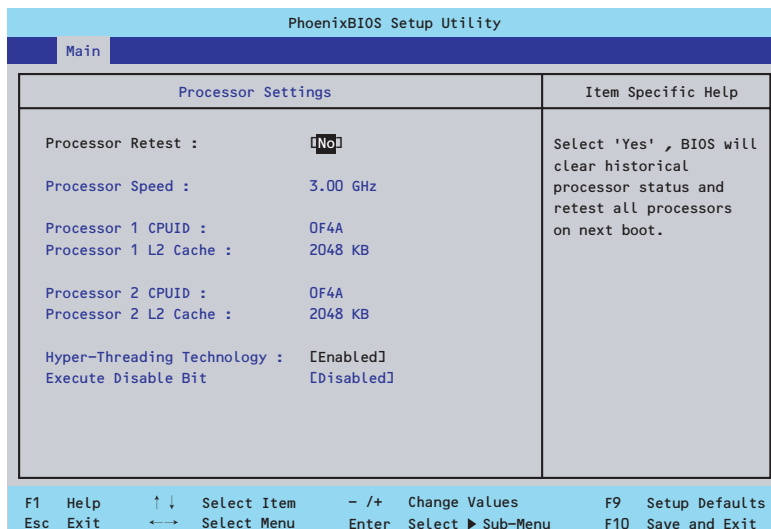 PhoenixBIOS Setup Utility
Main
Processor Settings
Item Specific Help
Processor Retest : [No]
Processor Speed : 3.00 GHz
Processor 1 CPUID : 0F4A
Processor 1 L2 Cache : 2048 KB
Processor 2 CPUID : 0F4A
Processor 2 L2 Cache : 2048 KB
Hyper-Threading Technology : [Enabled]
Execute Disable Bit [Disabled]
Select 'Yes' , BIOS will
clear historical
processor status and
retest all processors
on next boot.
F1 Help ↑↓ Select Item - /+ Change Values F9 Setup Defaults
Esc Exit ←→ Select Menu Enter Select ▶ Sub-Menu F10 Save and Exit